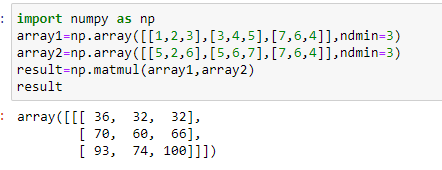 : import numpy as np
array1=np.array([[1,2,3],[3,4,5],[7,6,4]],ndmin=3)
array2=np.array([[5,2,6],[5,6,7],[7,6,4]],ndmin=3)
result=np.matmul(array1,array2)
result
: array([[[ 36,  32,  32],
        [ 70,  60,  66],
        [ 93,  74, 100]]])